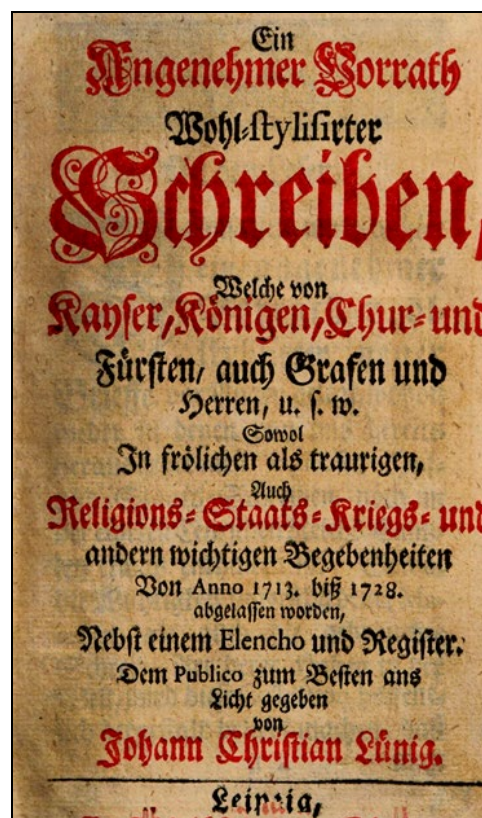 Ein
Angenehmer Vorrath
Wohl-stylisirter
Schreiben,
Welche von
Kayser, Königen, Chur- und
Fürsten, auch Grafen und
Herren, u. s. w.
Sowol
In frölichen als traurigen,
Auch
Religions- Staats- Kriegs- und
andern wichtigen Begebenheiten
Von Anno 1713. biß 1728.
abgelassen worden,
Nebst einem Elencho und Register.
Dem Publico zum Besten ans
Licht gegeben
von
Johann Christian Lünig.
Leipzig,